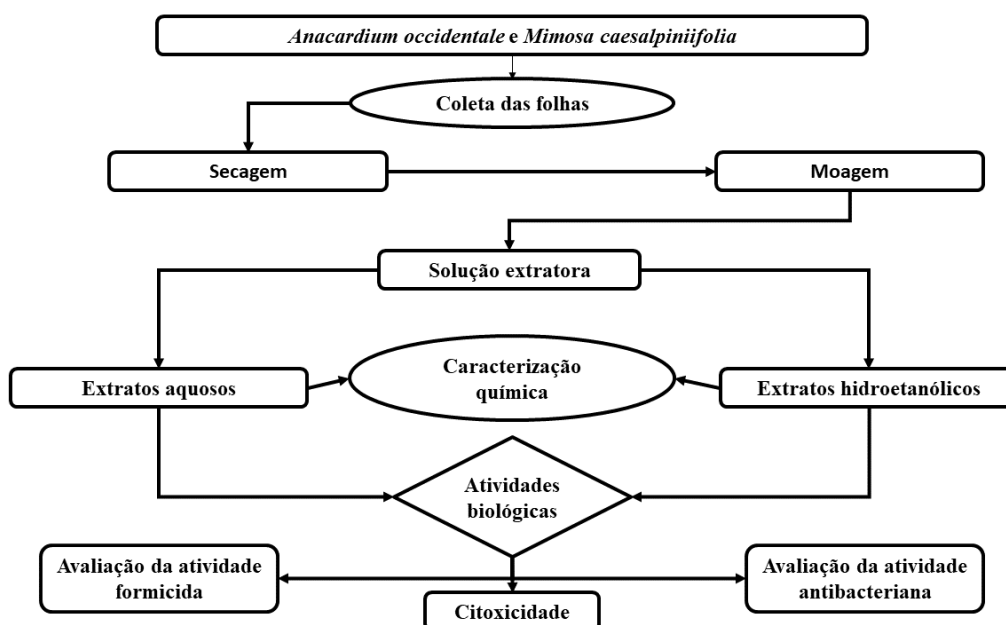 Anacardium occidentale e Mimosa caesalpiniifolia
Coleta das folhas
Secagem
Moagem
Solução extratora
Extratos aquosos
Caracterização
química
Extratos hidroetanólicos
Atividades
biológicas
Avaliação da atividade
formicida
Citoxicidade
Avaliação da atividade
antibacteriana